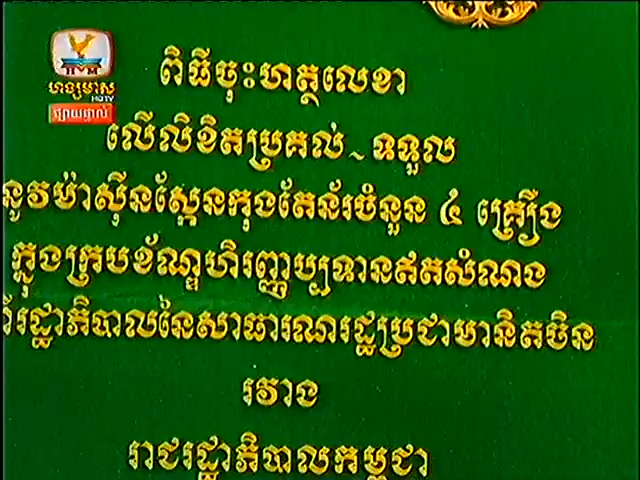 HM
ហង្សមាស
HDTV
ផ្សាយផ្ទាល់
ពិធីចុះហត្ថលេខា
លើលិខិតប្រគល់ ~ ទទួល
នូវម៉ាស៊ីនស្កែនកុងតែន័រចំនួន ៤ គ្រឿង
ក្នុងក្របខ័ណ្ឌហិរញ្ញប្បទានឥតសំណង
ពីរដ្ឋាភិបាលនៃសាធារណរដ្ឋប្រជាមានិតចិន
រវាង
រាជរដ្ឋាភិបាលកម្ពុជា